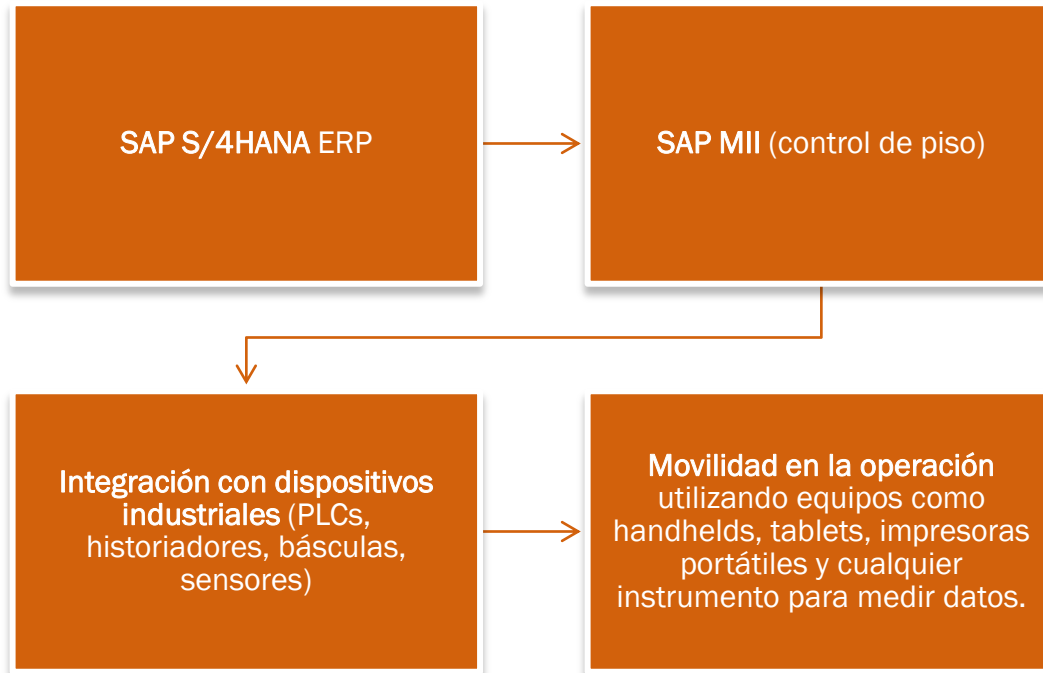 SAP S/4HANA ERP
SAP MII (control de piso)
Integración con dispositivos
industriales (PLCs,
historiadores, básculas,
sensores)
Movilidad en la operación
utilizando equipos como
handhelds, tablets, impresoras
portátiles y cualquier
instrumento para medir datos.